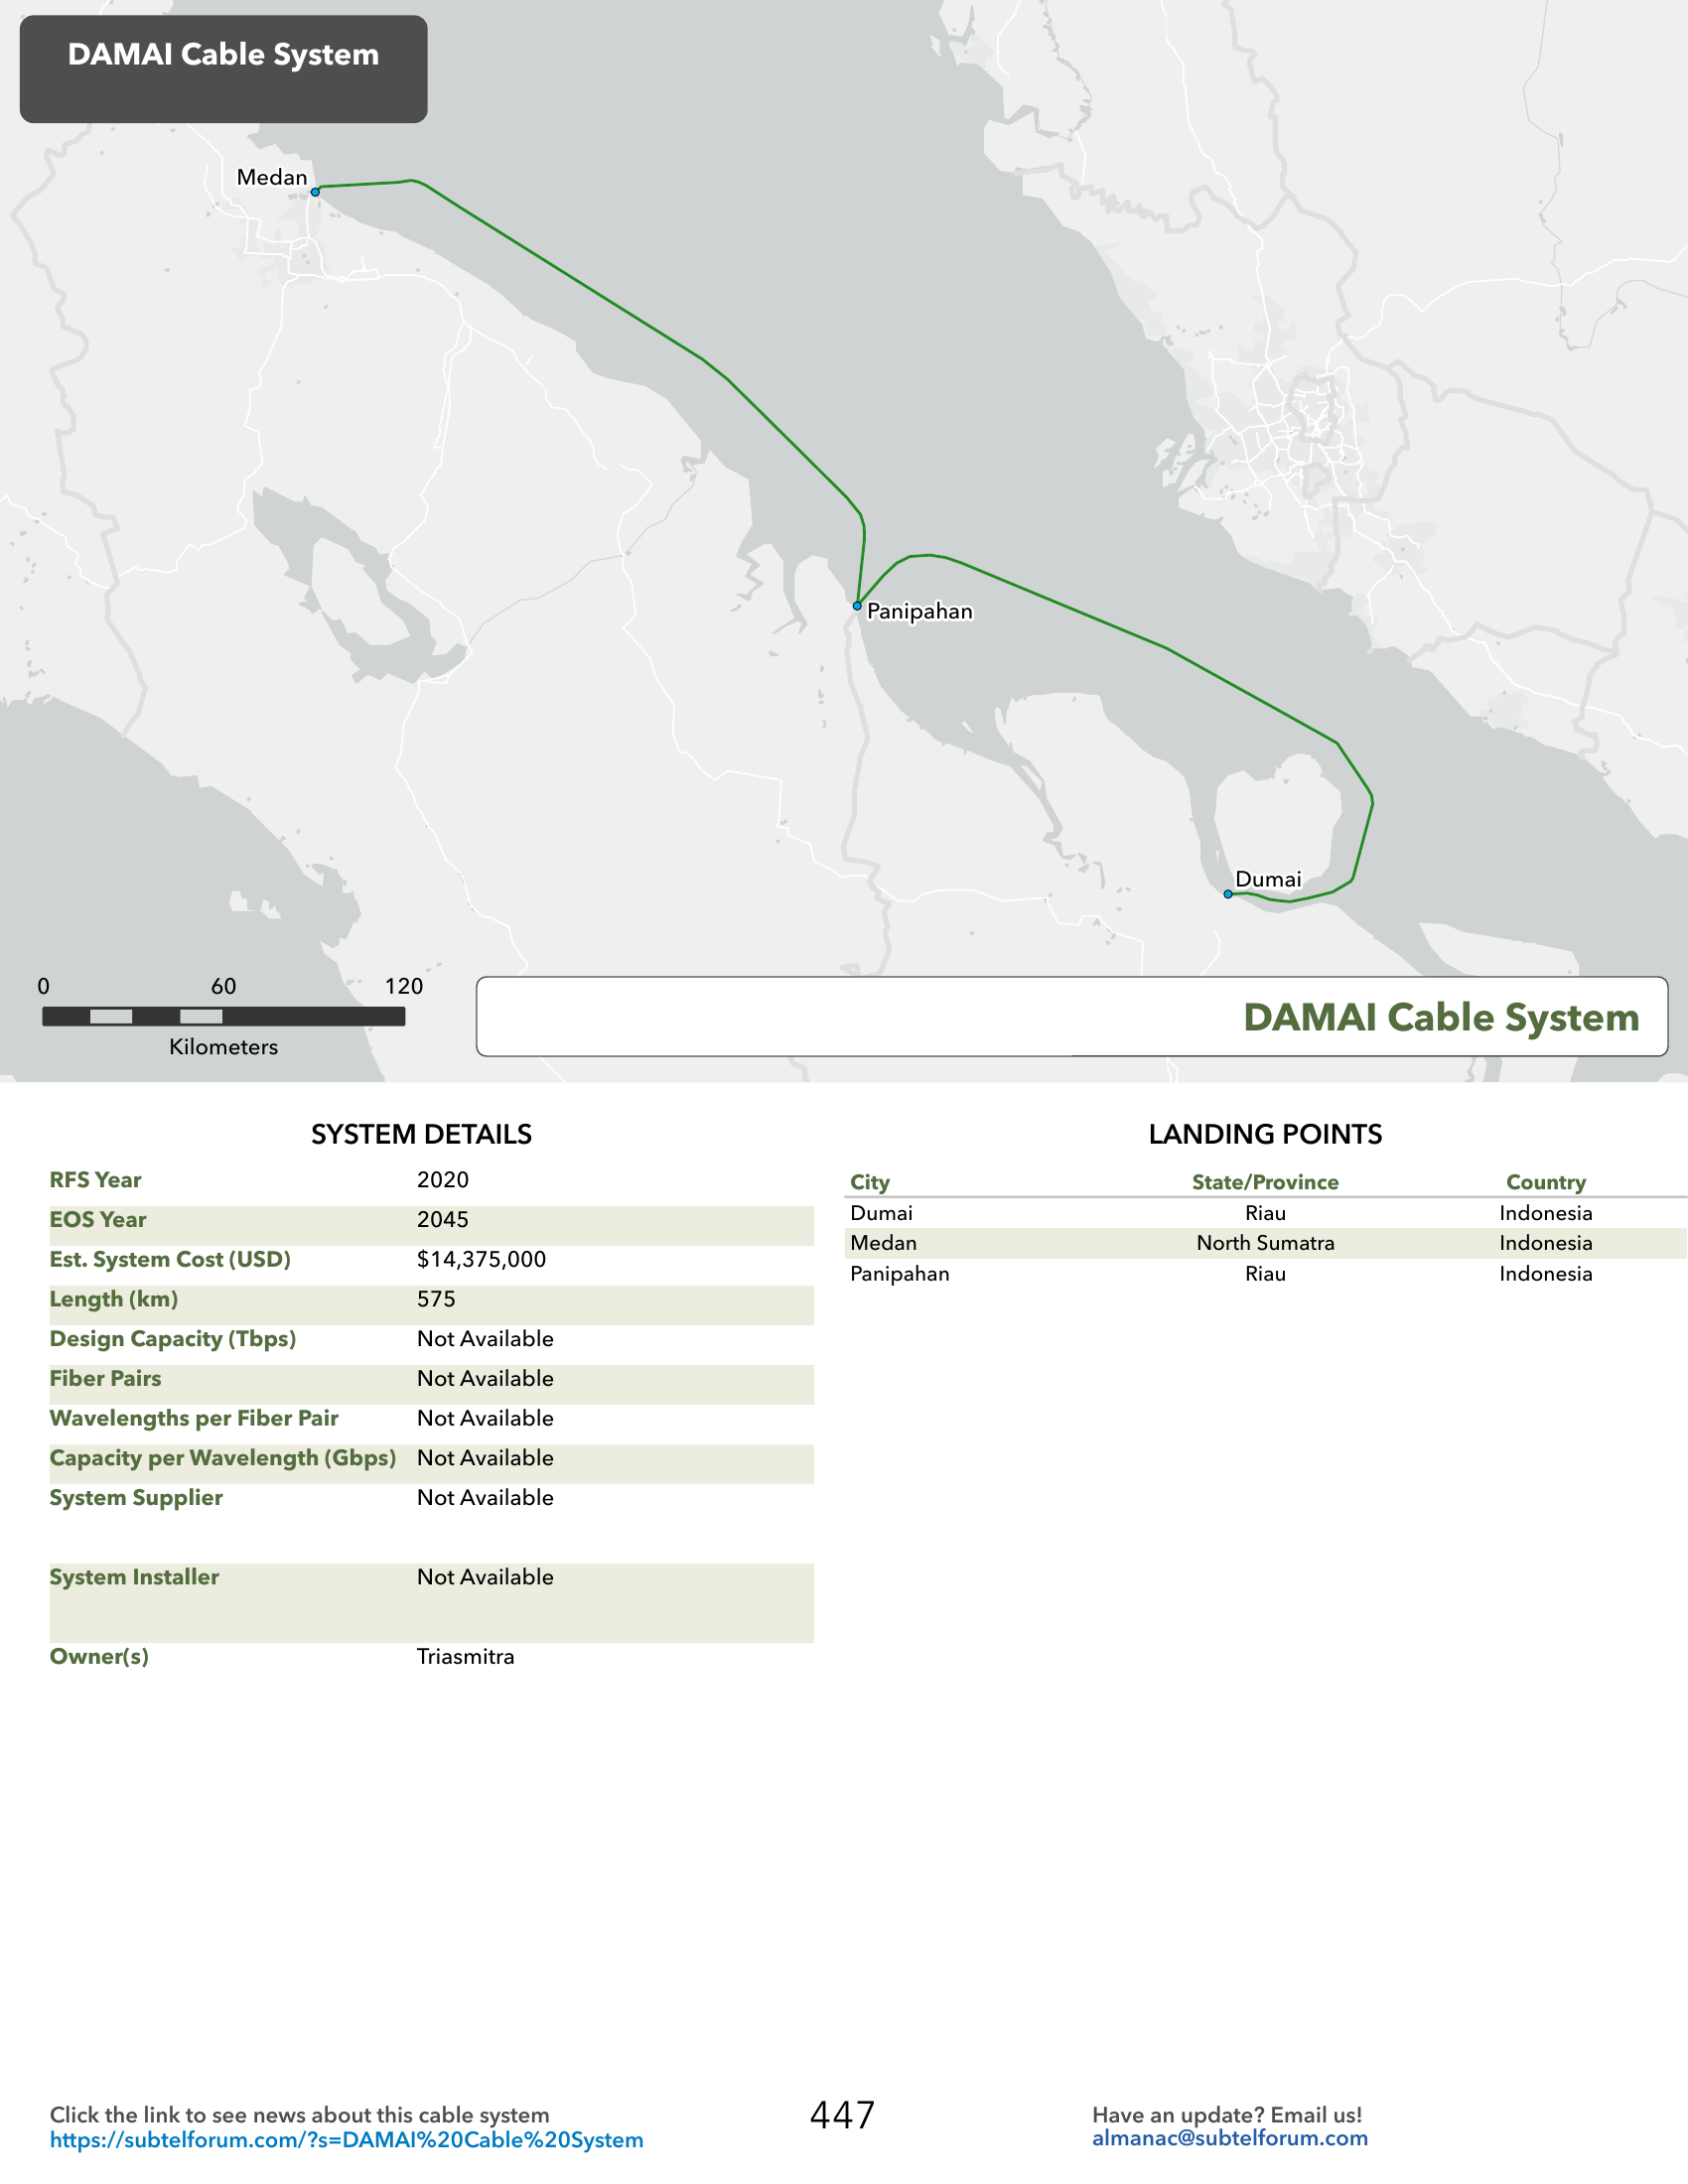 DAMAI Cable System
Medan
Panipahan
Dumai
0 60 120
Kilometers
DAMAI Cable System
SYSTEM DETAILS
RFS Year 2020
EOS Year 2045
Est. System Cost (USD) $14,375,000
Length (km) 575
Design Capacity (Tbps) Not Available
Fiber Pairs Not Available
Wavelengths per Fiber Pair Not Available
Capacity per Wavelength (Gbps) Not Available
System Supplier Not Available
System Installer Not Available
Owner(s) Triasmitra
LANDING POINTS
City State/Province Country
Dumai Riau Indonesia
Medan North Sumatra Indonesia
Panipahan Riau Indonesia
Click the link to see news about this cable system
https://subtelforum.com/?s=DAMAI%20Cable%20System
447
Have an update? Email us!
almanac@subtelforum.com